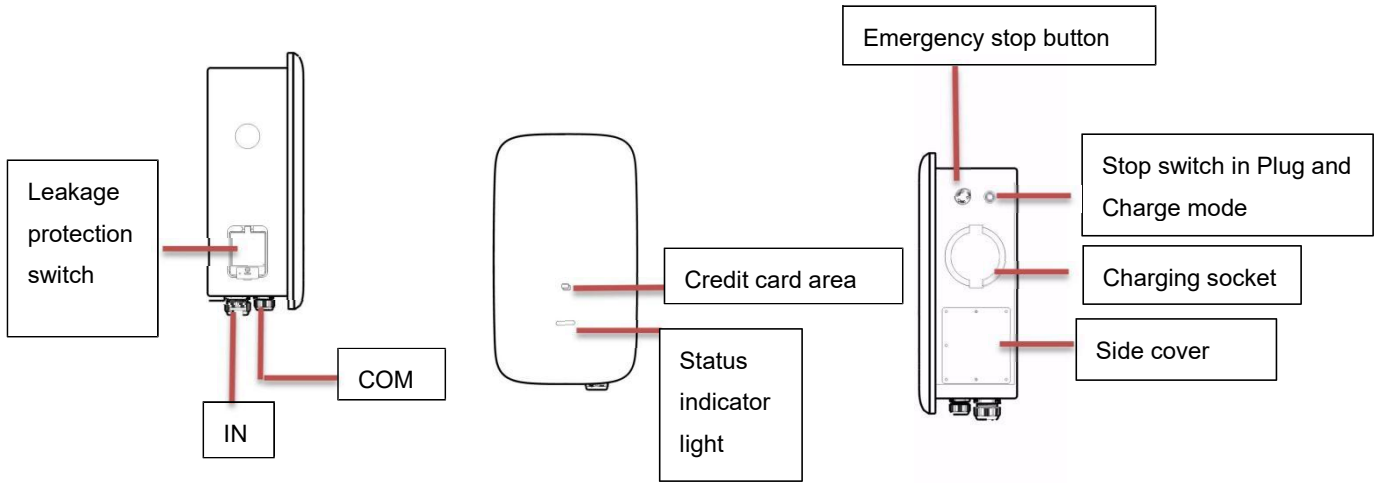 Leakage
protection
switch
IN
COM
Credit card area
Status
indicator
light
Emergency stop button
Stop switch in Plug and
Charge mode
Charging socket
Side cover